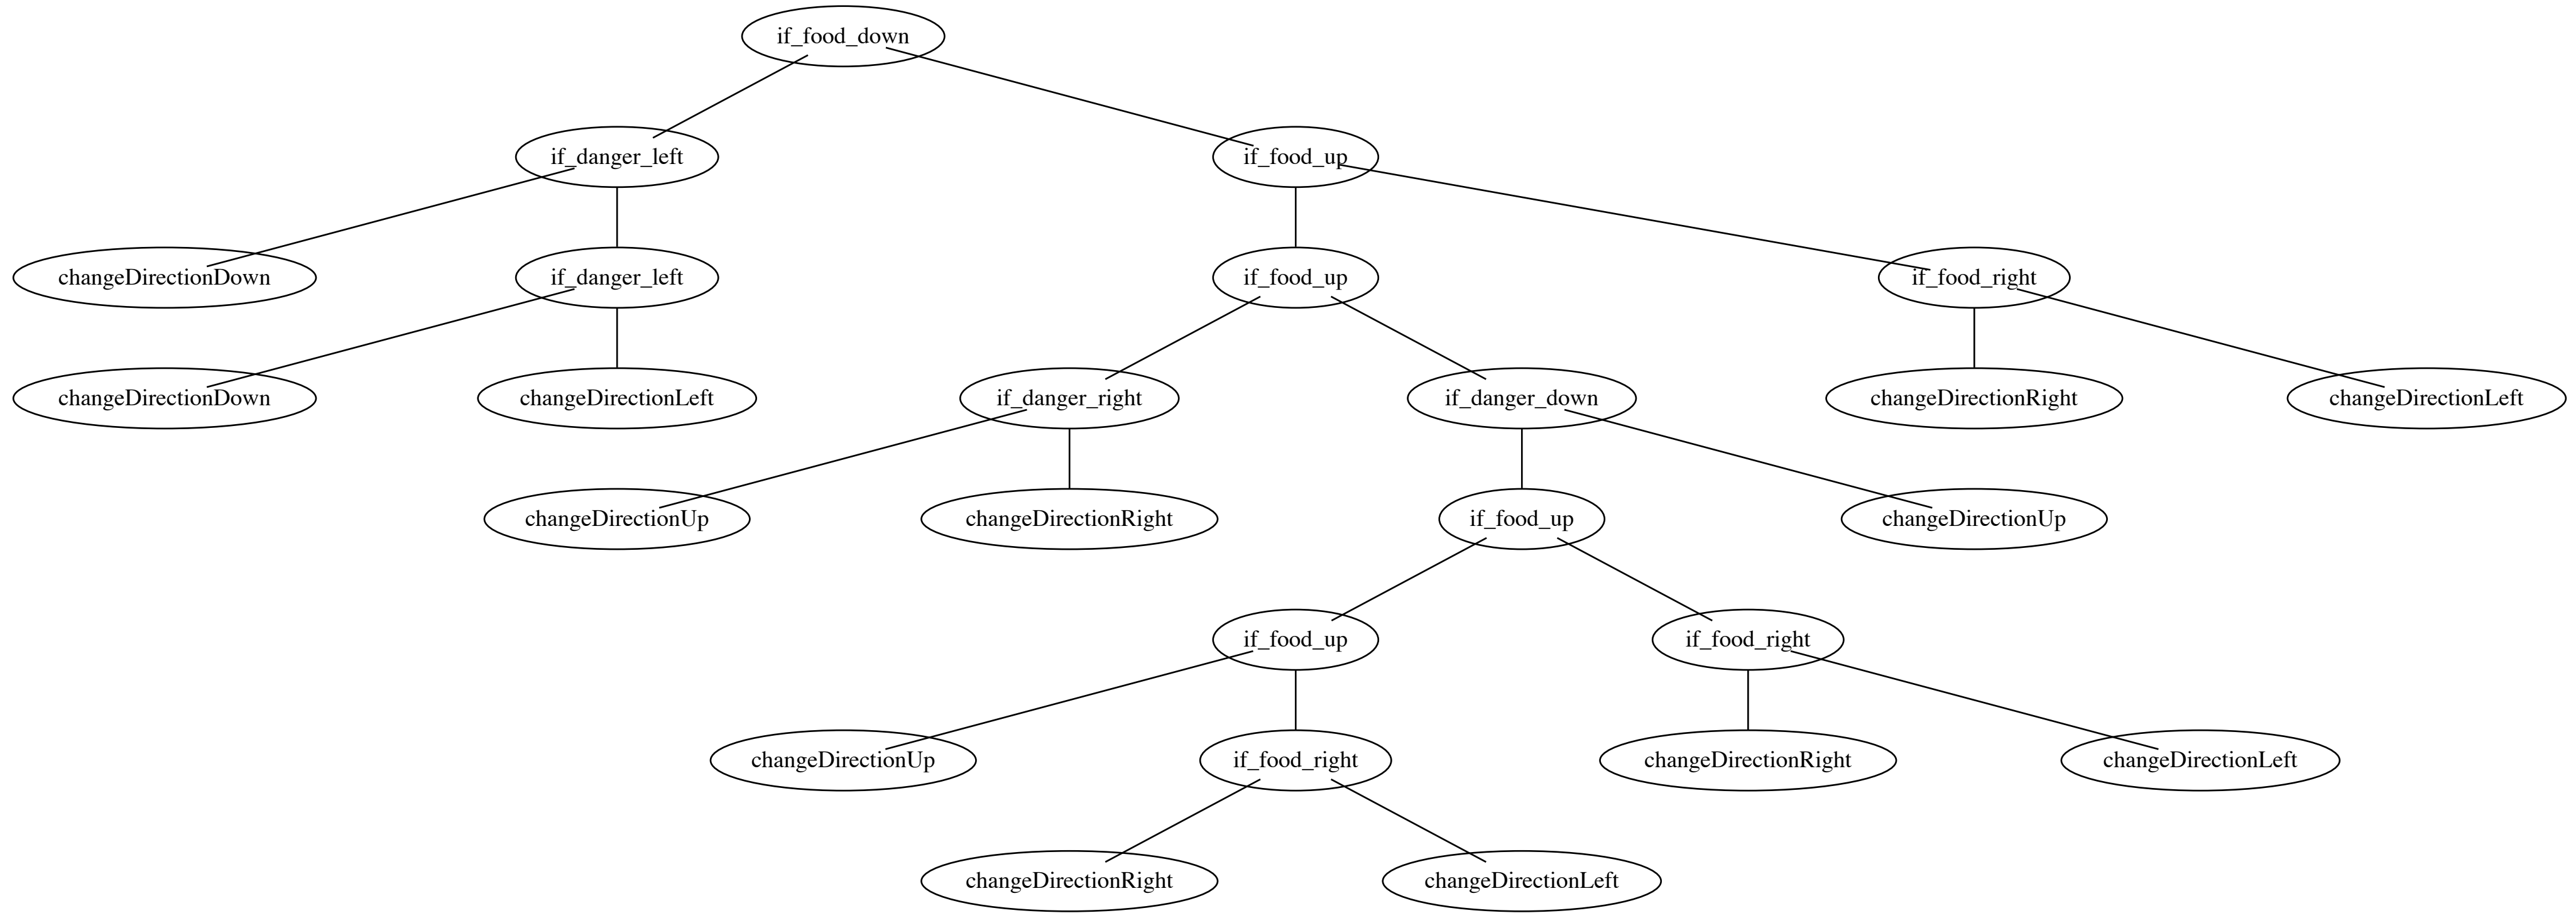 if_food_down
if_danger_left
if_food_up
changeDirectionDown
if_danger_left
if_food_up
if_food_right
changeDirectionDown
changeDirectionLeft
if_danger_right
if_danger_down
changeDirectionRight
changeDirectionLeft
changeDirectionUp
changeDirectionRight
if_food_up
changeDirectionUp
if_food_up
if_food_right
changeDirectionUp
if_food_right
changeDirectionRight
changeDirectionLeft
changeDirectionRight
changeDirectionLeft